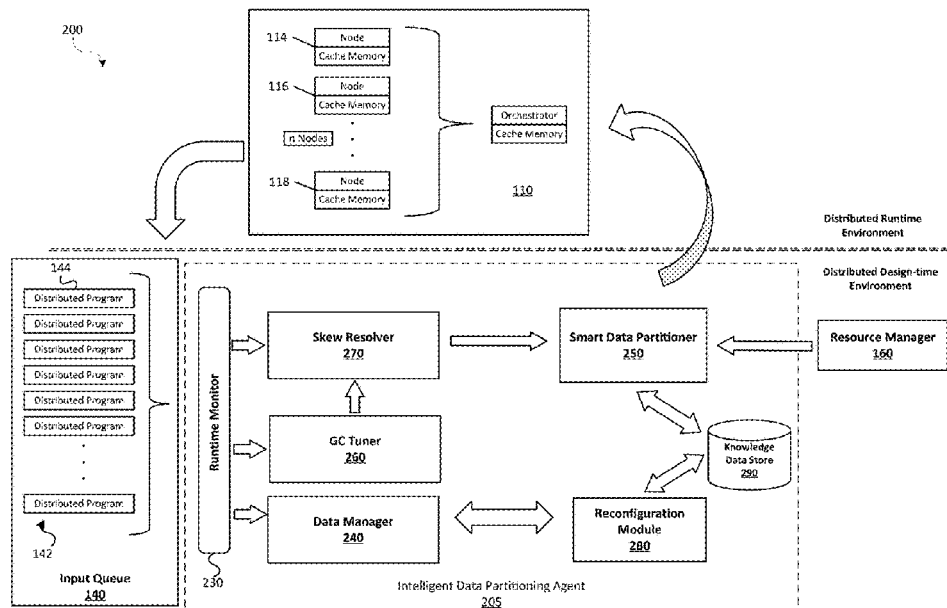 200
114
Node
Cache Memory
116
Node
Cache Memory
n Nodes
118
Node
Cache Memory
Orchestrator
Cache Memory
110
Distributed Runtime
Environment
Distributed Design-time
Environment
144
Distributed Program
Distributed Program
Distributed Program
Distributed Program
Distributed Program
Distributed Program
Distributed Program
142
Input Queue
140
Runtime Monitor
230
Skew Resolver
270
GC Tuner
260
Data Manager
240
Smart Data Partitioner
250
Resource Manager
160
Knowledge
Data Store
290
Reconfiguration
Module
280
Intelligent Data Partitioning Agent
205